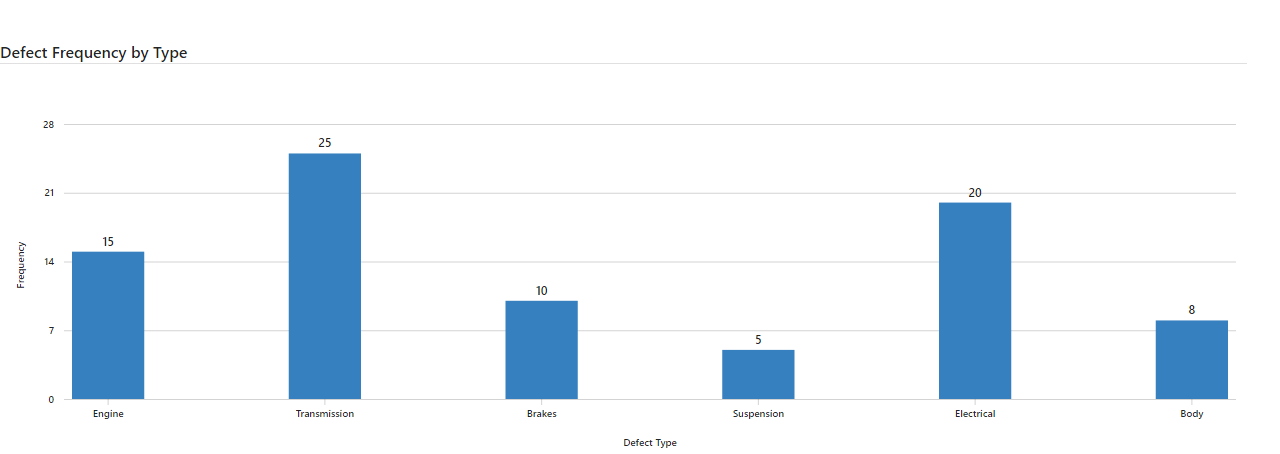 Defect Frequency by Type
28
21
14
7
0
Frequency
15
25
10
5
20
8
Engine Transmission Brakes Suspension Electrical Body
Defect Type